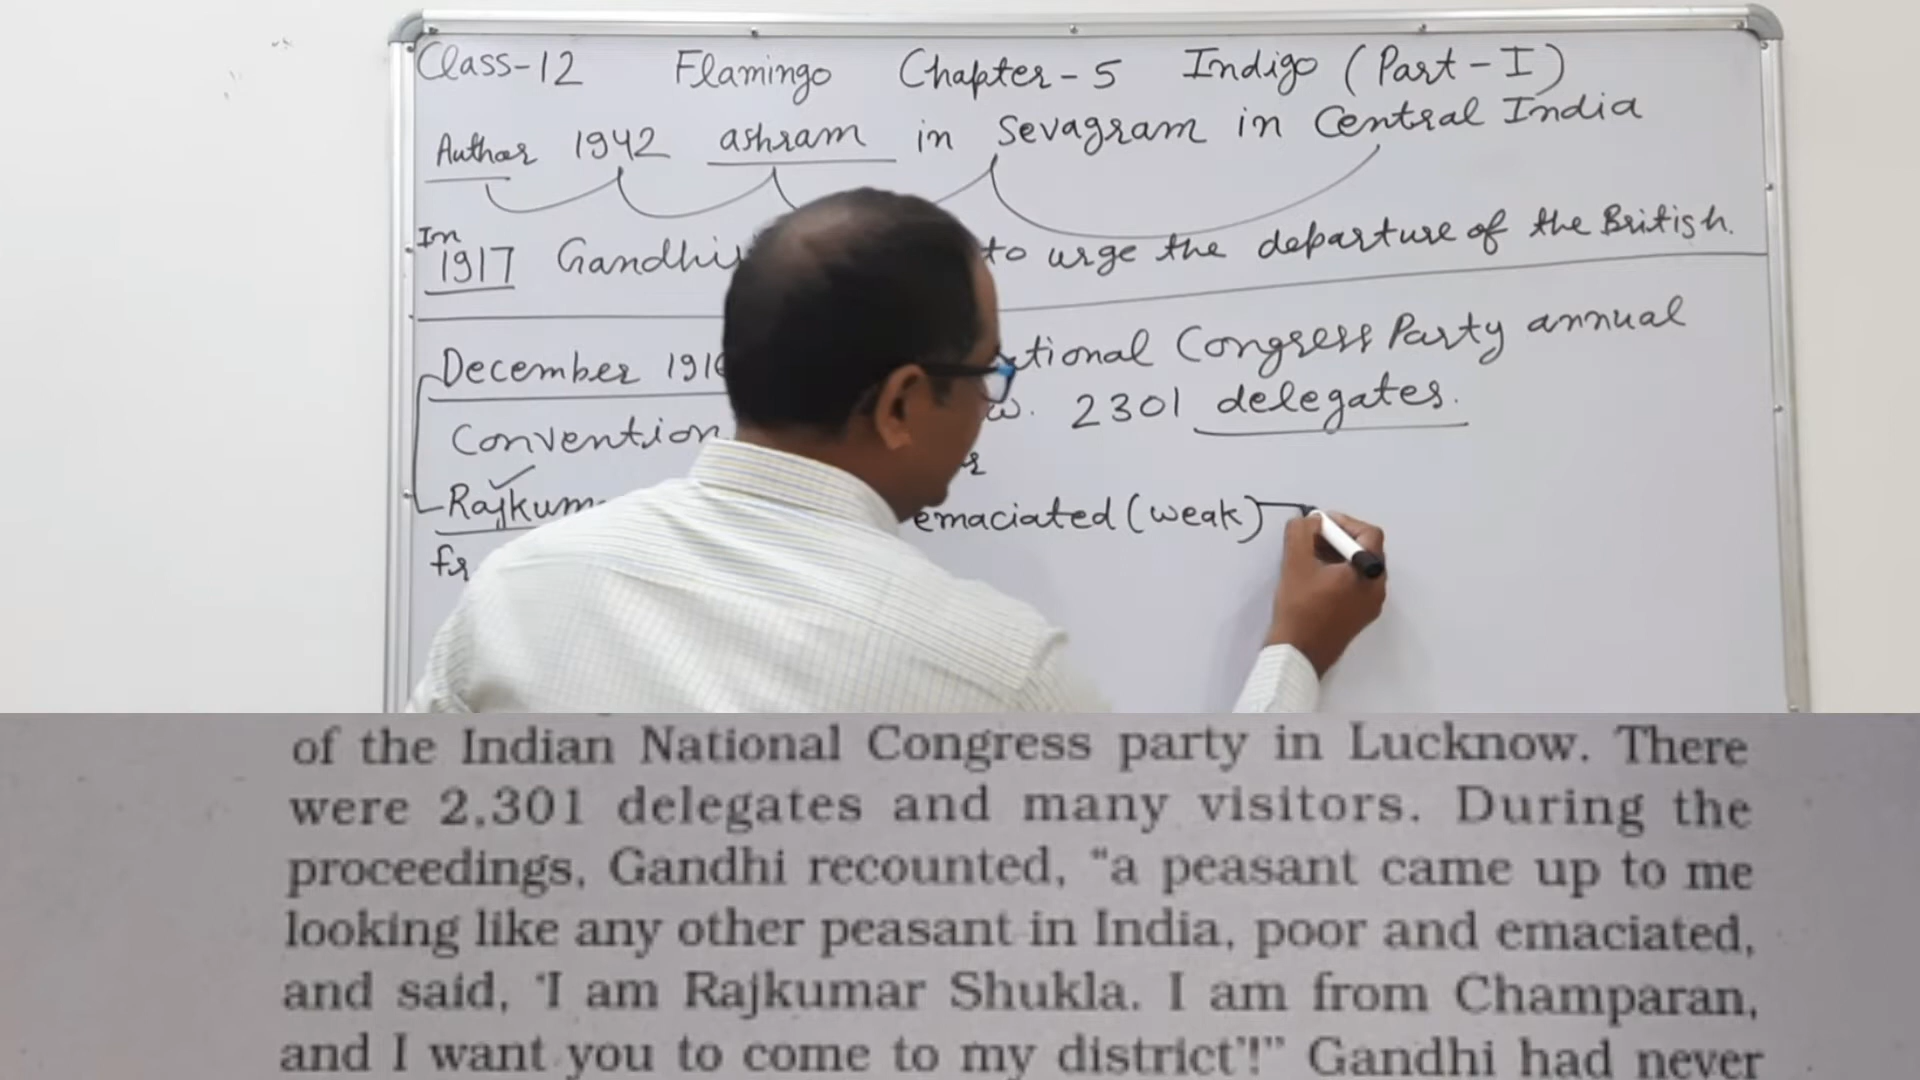 Class-12 Flamingo Chapter-5 Indigo (Part-I)
Author 1942 ashram in Sevagram in Central India
In
1917 Gandhi to urge the departure of the British.
December Congress Party annual
Convention 2301 delegates.
emaciated (weak)
of the Indian National Congress party in Lucknow. There
were 2,301 delegates and many visitors. During the
proceedings, Gandhi recounted, “a peasant came up to me
looking like any other peasant in India, poor and emaciated,
and said, ‘I am Rajkumar Shukla. I am from Champaran,
and I want you to come to my district’!” Gandhi had never